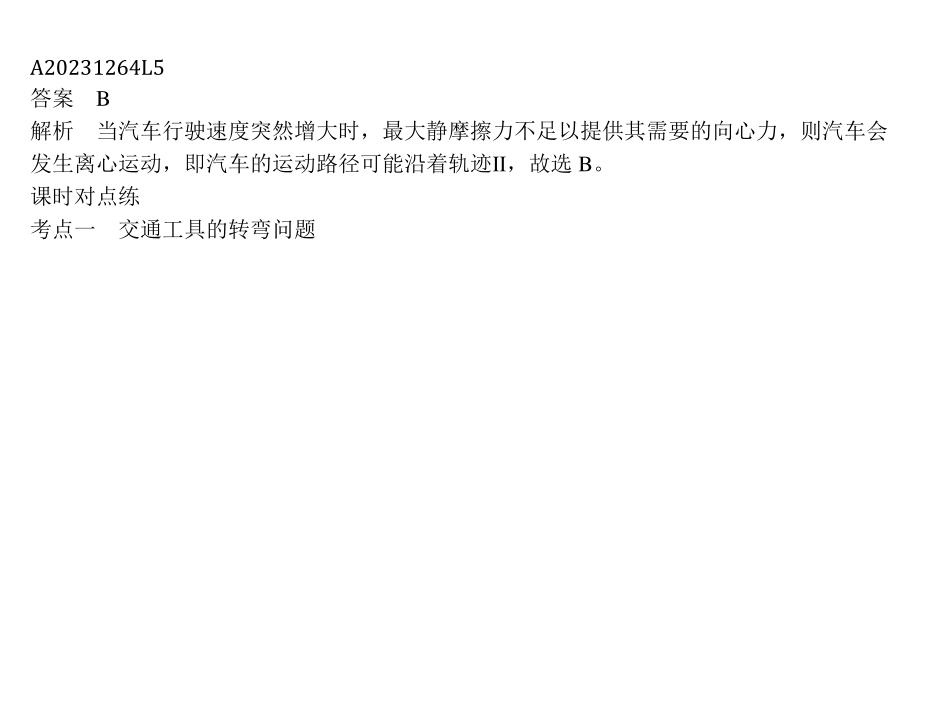 A20231264L5
答案　B
解析　当汽车行驶速度突然增大时，最大静摩擦力不足以提供其需要的向心力，则汽车会
发生离心运动，即汽车的运动路径可能沿着轨迹Ⅱ，故选 B。
课时对点练
考点一　交通工具的转弯问题